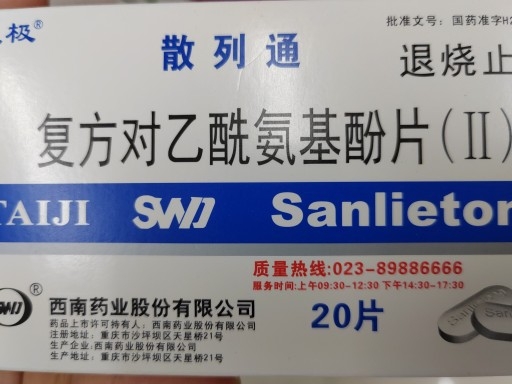 极®
批准文号：国药准字H2
散列通
退烧止
复方对乙酰氨基酚片(II)
TAIJI SWP Sanlieton
质量热线:023-89886666
服务时间:上午09:30-12:30 下午14:30-17:30
西南药业股份有限公司
20片
药品上市许可持有人：西南药业股份有限公司
注册地址：重庆市沙坪坝区天星桥21号
生产企业:西南药业股份有限公司
生产地址：重庆市沙坪坝区天星桥21号